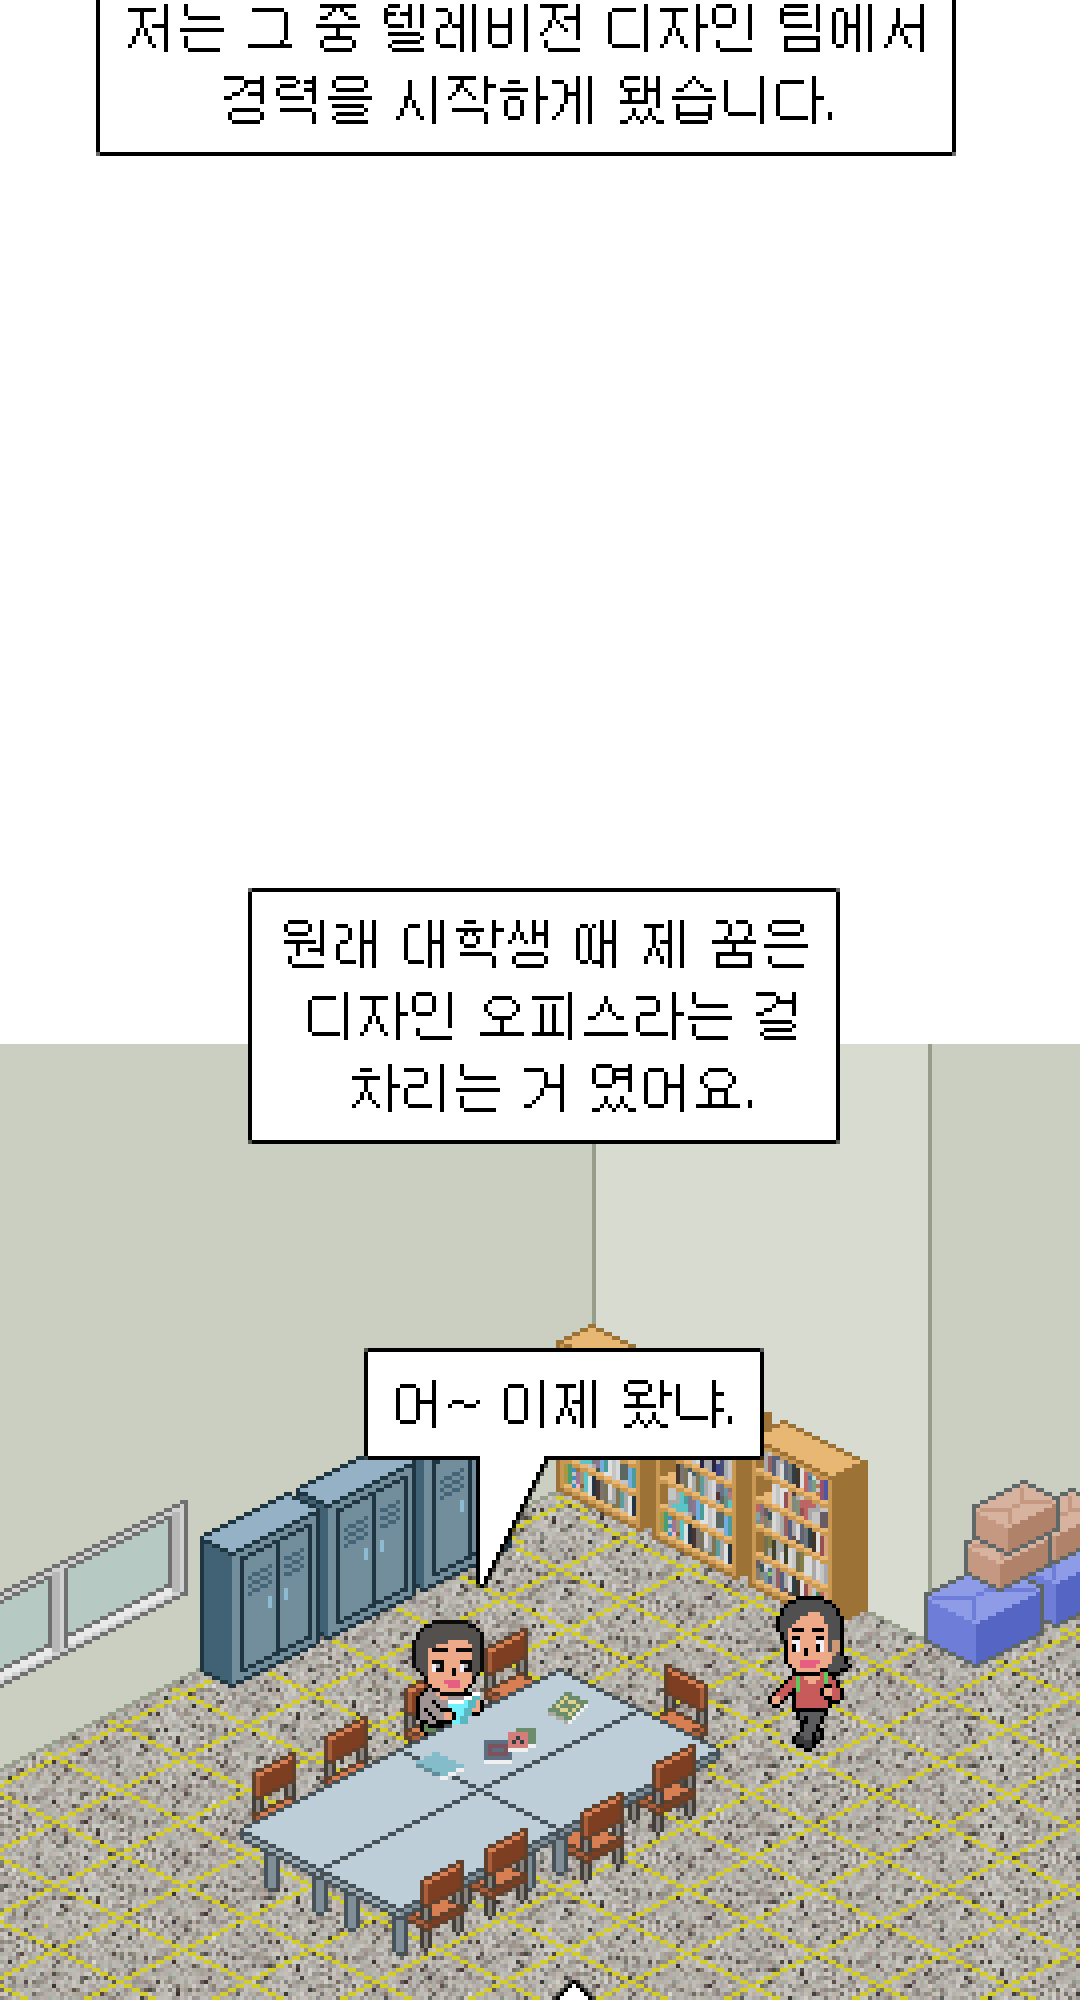 저는 그 중 텔레비전 디자인 팀에서
경력을 시작하게 됐습니다.
원래 대학생 때 제 꿈은
디자인 오피스라는 걸
차리는 거 였어요.
어~ 이제 왔냐.